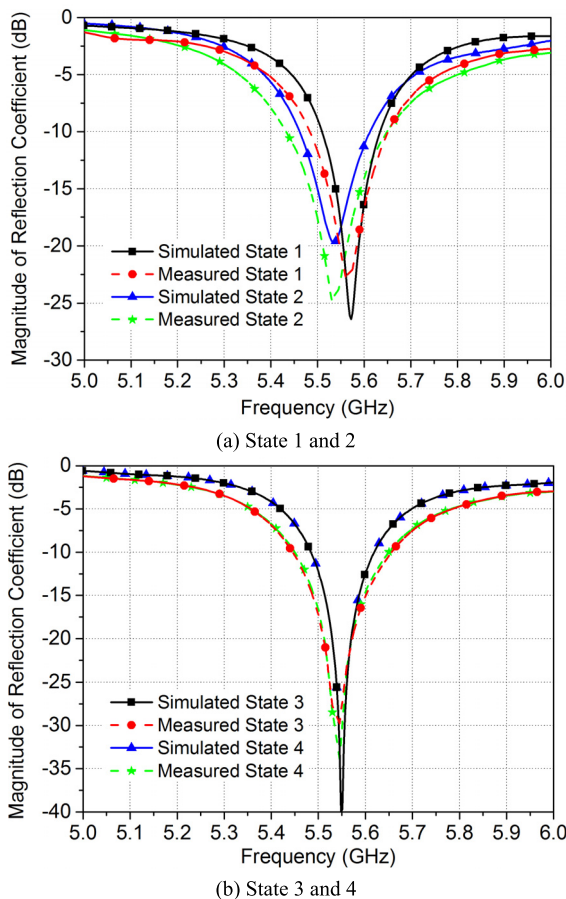 0
-5
-10
-15
-20
-25
-30
Magnitude of Reflection Coefficient (dB)
Simulated State 1
Measured State 1
Simulated State 2
Measured State 2
5.0 5.1 5.2 5.3 5.4 5.5 5.6 5.7 5.8 5.9 6.0
Frequency (GHz)
(a) State 1 and 2
0
-5
-10
-15
-20
-25
-30
-35
-40
Magnitude of Reflection Coefficient (dB)
Simulated State 3
Measured State 3
Simulated State 4
Measured State 4
5.0 5.1 5.2 5.3 5.4 5.5 5.6 5.7 5.8 5.9 6.0
Frequency (GHz)
(b) State 3 and 4